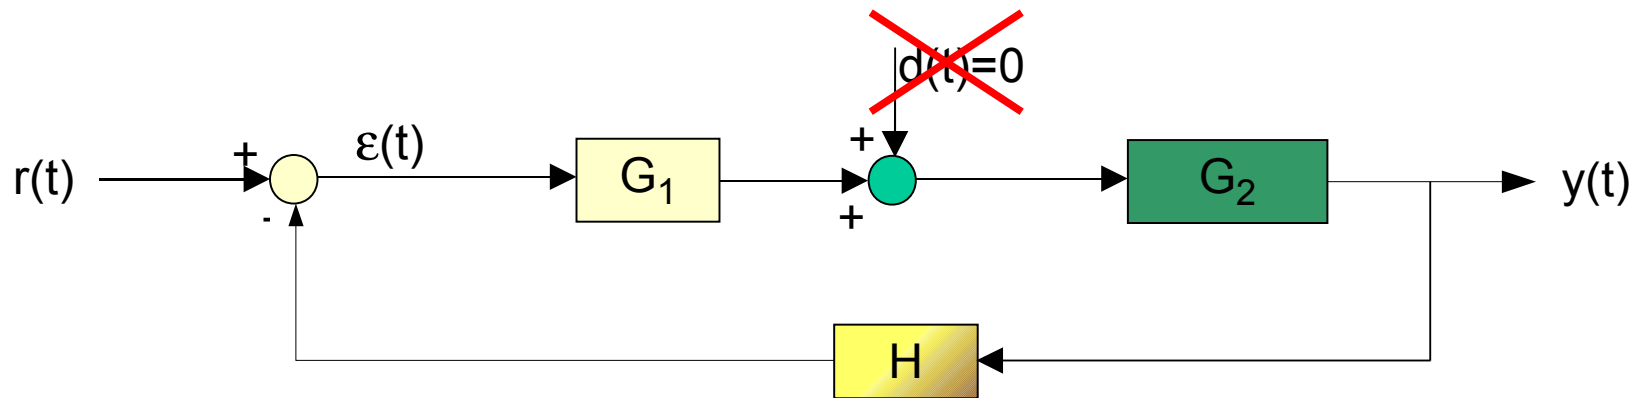 d(t)=0
+
+ ε(t)
r(t) G₁ G₂ y(t)
- +
H